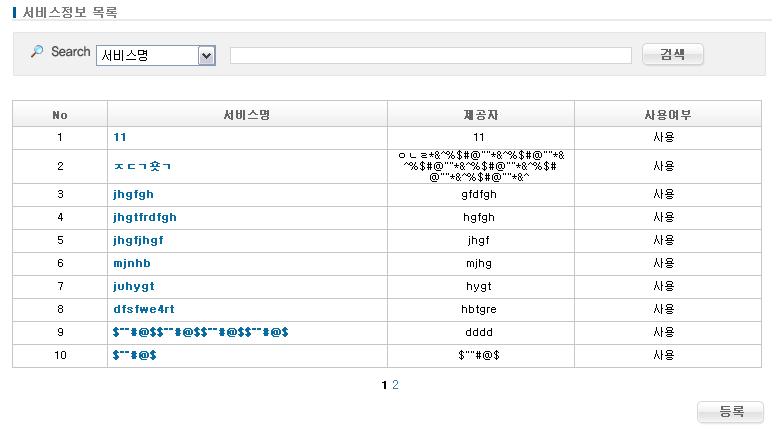 서비스정보 목록
Search 서비스명 검색
No 서비스명 제공자 사용여부
1 11 11 사용
2 ㅈㄷㄱ횻ㄱ ㅇㄴㄹ*&^%$#@""*&^%$#@""*& 사용
^%$#@""*&^%$#@""*&^%$#
@""*&^%$#@""*&^
3 jhgfgh gfdfgh 사용
4 jhgtfrdfgh hgfgh 사용
5 jhgfjhgf jhgf 사용
6 mjnhb mjhg 사용
7 juhygt hygt 사용
8 dfsfwe4rt hbtgre 사용
9 $""#@$$""#@$$""#@$$""#@$ dddd 사용
10 $""#@$ $""#@$ 사용
1 2
등록